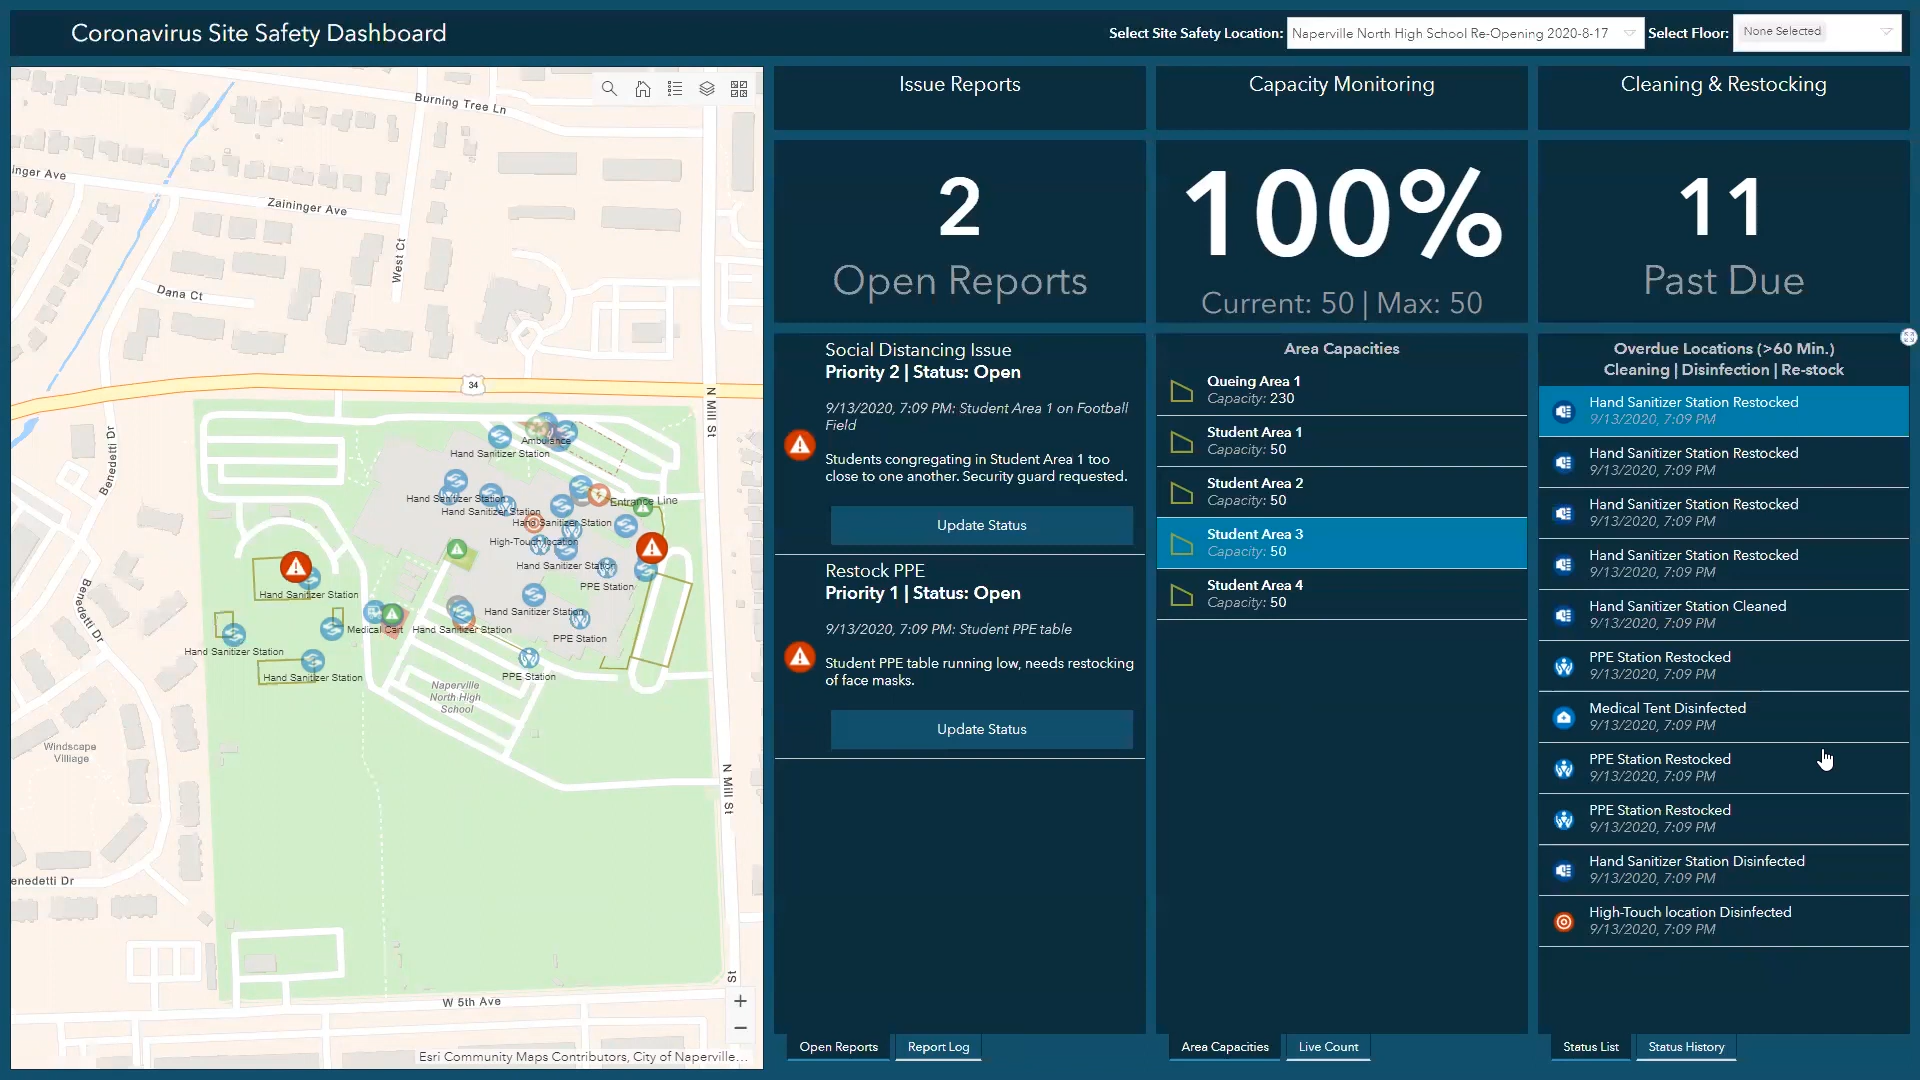 Coronavirus Site Safety Dashboard
Select Site Safety Location:
Naperville North High School Re-Opening 2020-8-17
Select Floor:
None Selected
Burning Tree Ln
inger Ave
Zaininger Ave
West Ct
Dana Ct
34
N Mill St
Benedetti Dr
Ambulance
Hand Sanitizer Station
Hand Sanitizer Station
Entrance Line
Hand Sanitizer Station
Hand Sanitizer Station
High-Touch location
Hand Sanitizer Station
PPE Station
Hand Sanitizer Station
Hand Sanitizer Station
Medical Cart
Hand Sanitizer Station
PPE Station
Hand Sanitizer Station
Hand Sanitizer Station
PPE Station
Benedetti Dr
Naperville
North High
School
Windscape
Village
N Mill St
enedetti Dr
St
W 5th Ave
Esri Community Maps Contributors, City of Naperville...
Issue Reports
2
Open Reports
Social Distancing Issue
Priority 2 | Status: Open
9/13/2020, 7:09 PM: Student Area 1 on Football
Field
Students congregating in Student Area 1 too
close to one another. Security guard requested.
Update Status
Restock PPE
Priority 1 | Status: Open
9/13/2020, 7:09 PM: Student PPE table
Student PPE table running low, needs restocking
of face masks.
Update Status
Open Reports
Report Log
Capacity Monitoring
100%
Current: 50 | Max: 50
Area Capacities
Queing Area 1
Capacity: 230
Student Area 1
Capacity: 50
Student Area 2
Capacity: 50
Student Area 3
Capacity: 50
Student Area 4
Capacity: 50
Area Capacities
Live Count
Cleaning & Restocking
11
Past Due
Overdue Locations (>60 Min.)
Cleaning | Disinfection | Re-stock
Hand Sanitizer Station Restocked
9/13/2020, 7:09 PM
Hand Sanitizer Station Restocked
9/13/2020, 7:09 PM
Hand Sanitizer Station Restocked
9/13/2020, 7:09 PM
Hand Sanitizer Station Restocked
9/13/2020, 7:09 PM
Hand Sanitizer Station Cleaned
9/13/2020, 7:09 PM
PPE Station Restocked
9/13/2020, 7:09 PM
Medical Tent Disinfected
9/13/2020, 7:09 PM
PPE Station Restocked
9/13/2020, 7:09 PM
PPE Station Restocked
9/13/2020, 7:09 PM
Hand Sanitizer Station Disinfected
9/13/2020, 7:09 PM
High-Touch location Disinfected
9/13/2020, 7:09 PM
Status List
Status History